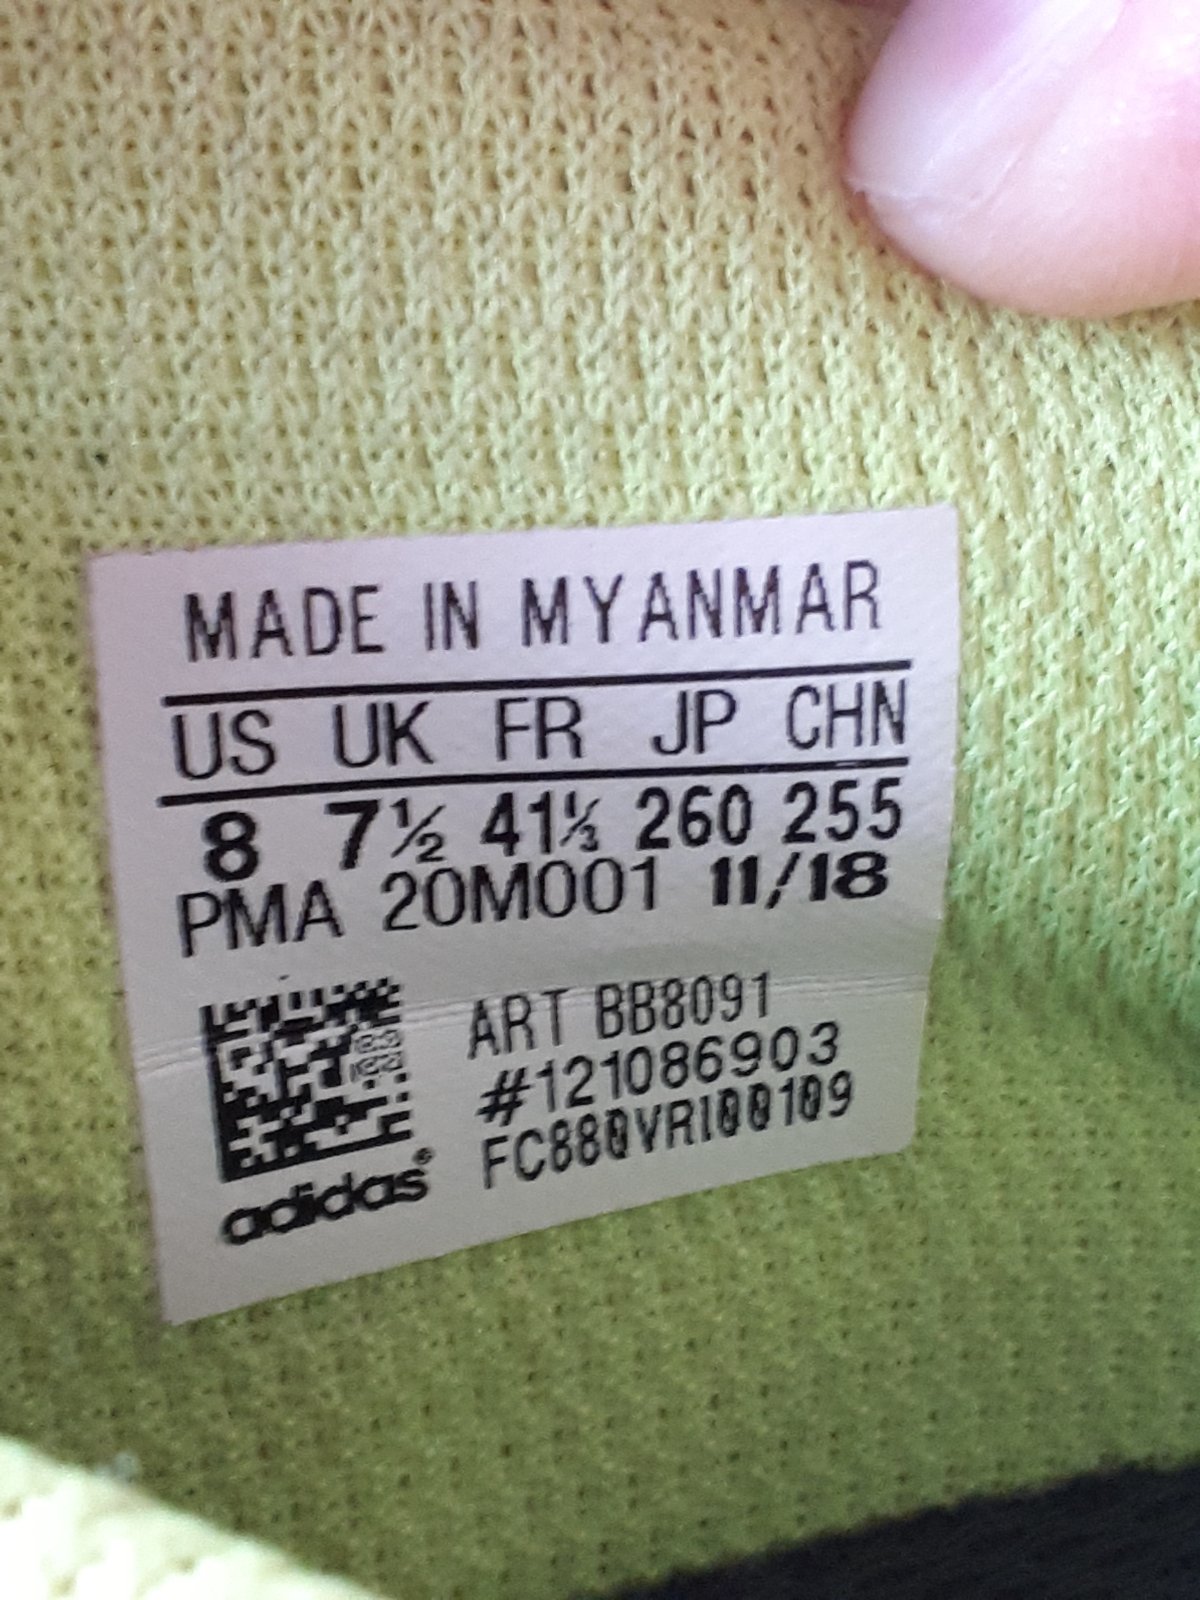 MADE IN MYANMAR
US UK FR JP CHN
8 7½ 41⅓ 260 255
PMA 20M001 11/18
ART BB8091
#121086903
FC880VRI00109
adidas®